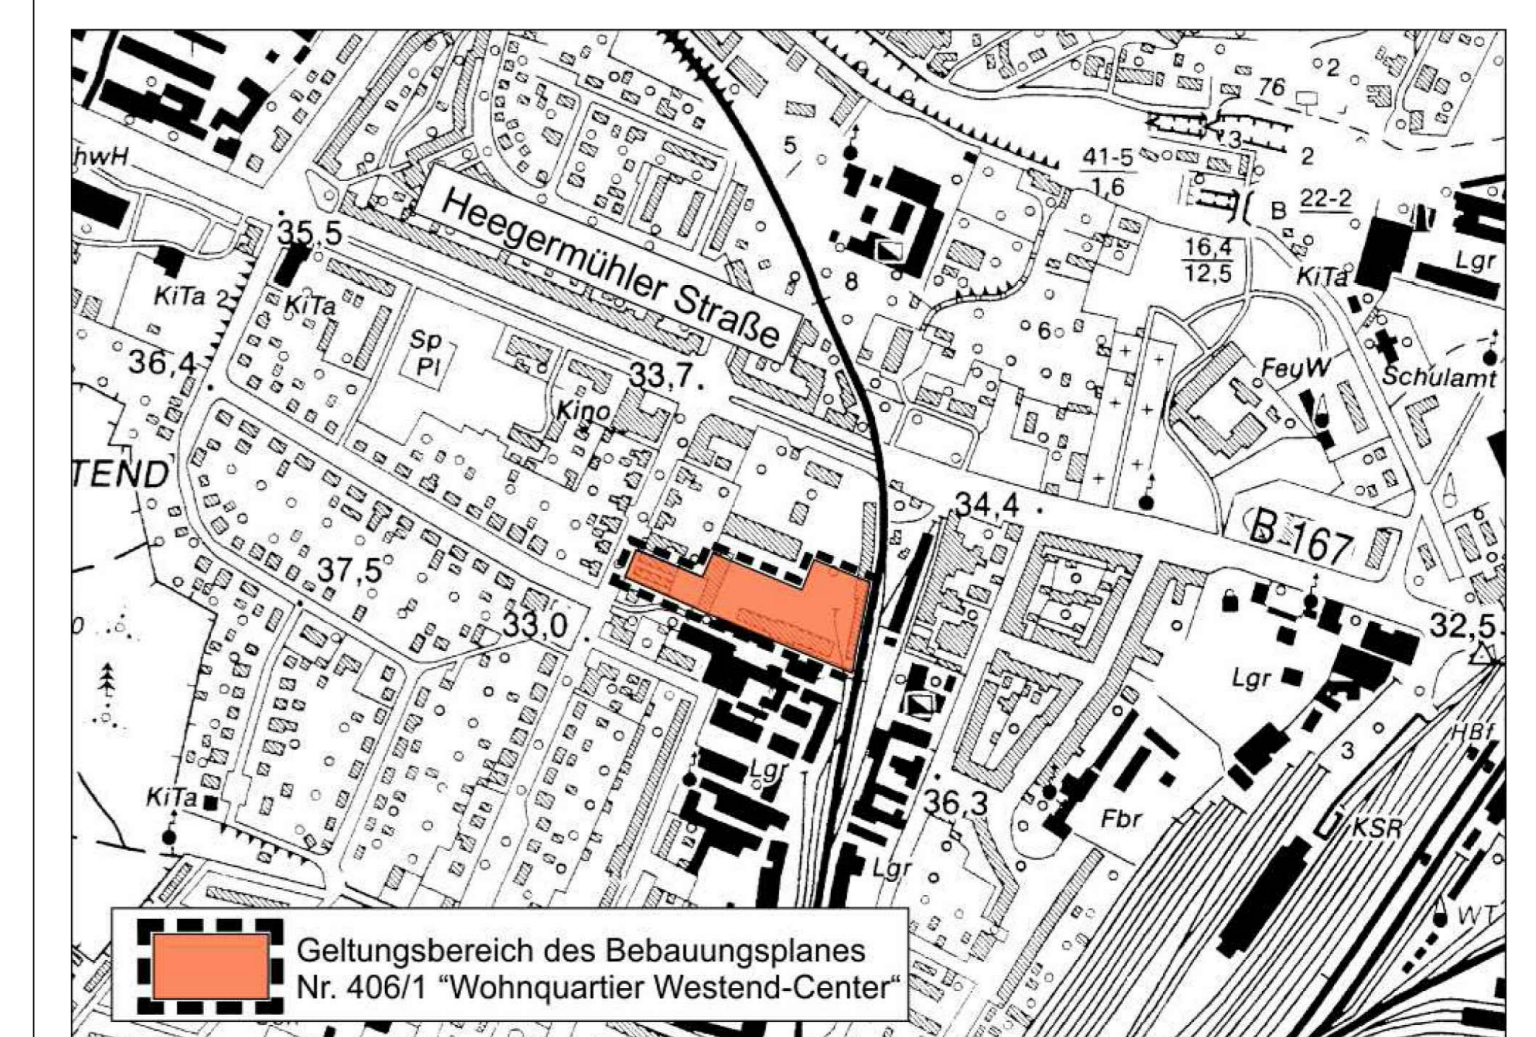 2
76
hwH
5
3
2
41-5
1,6
Heegermühler Straße
B
22-2
35,5
16,4
12,5
Lgr
KiTa
KiTa
2
KiTa
8
6
Sp
Pl
36,4
33,7
FeuW
Schulamt
Kino
TEND
34,4
B 167
37,5
33,0
32,5
Lgr
HBf
3
Lgr
KiTa
36,3
Fbr
KSR
Lgr
WT
Geltungsbereich des Bebauungsplanes
Nr. 406/1 “Wohnquartier Westend-Center“